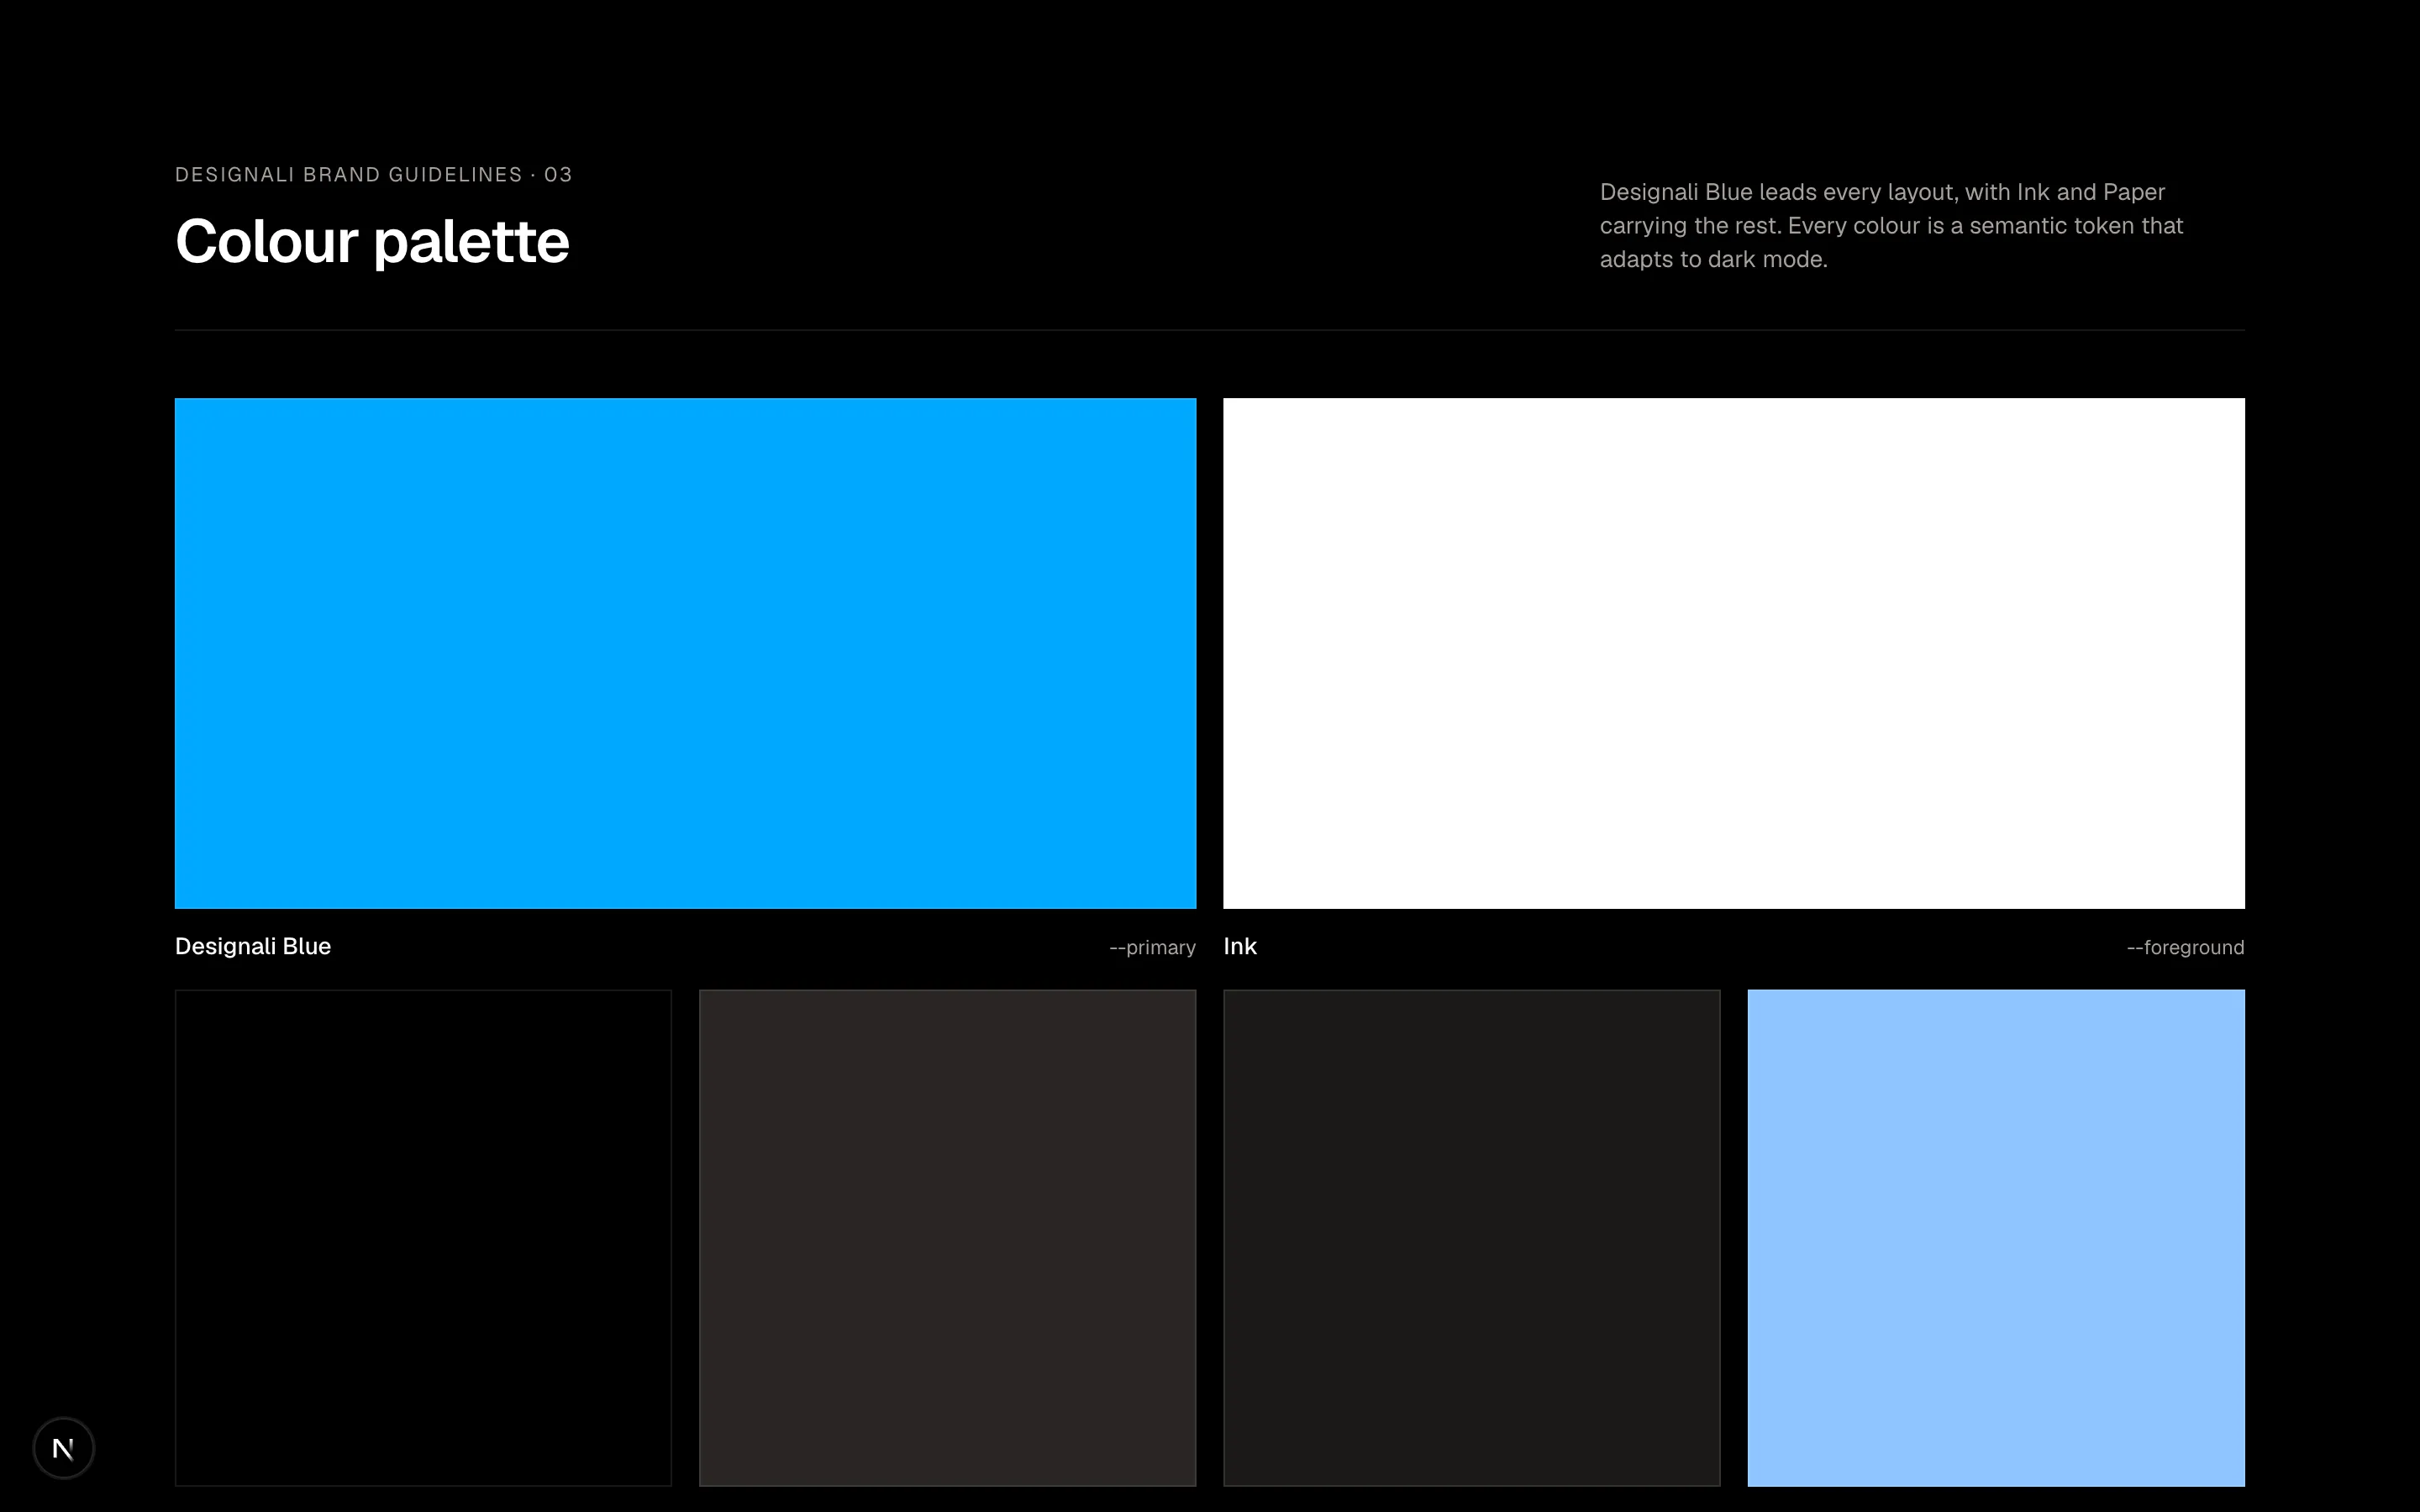 DESIGNALI BRAND GUIDELINES · 03
Colour palette
Designali Blue leads every layout, with Ink and Paper
carrying the rest. Every colour is a semantic token that
adapts to dark mode.
Designali Blue
--primary
Ink
--foreground
N